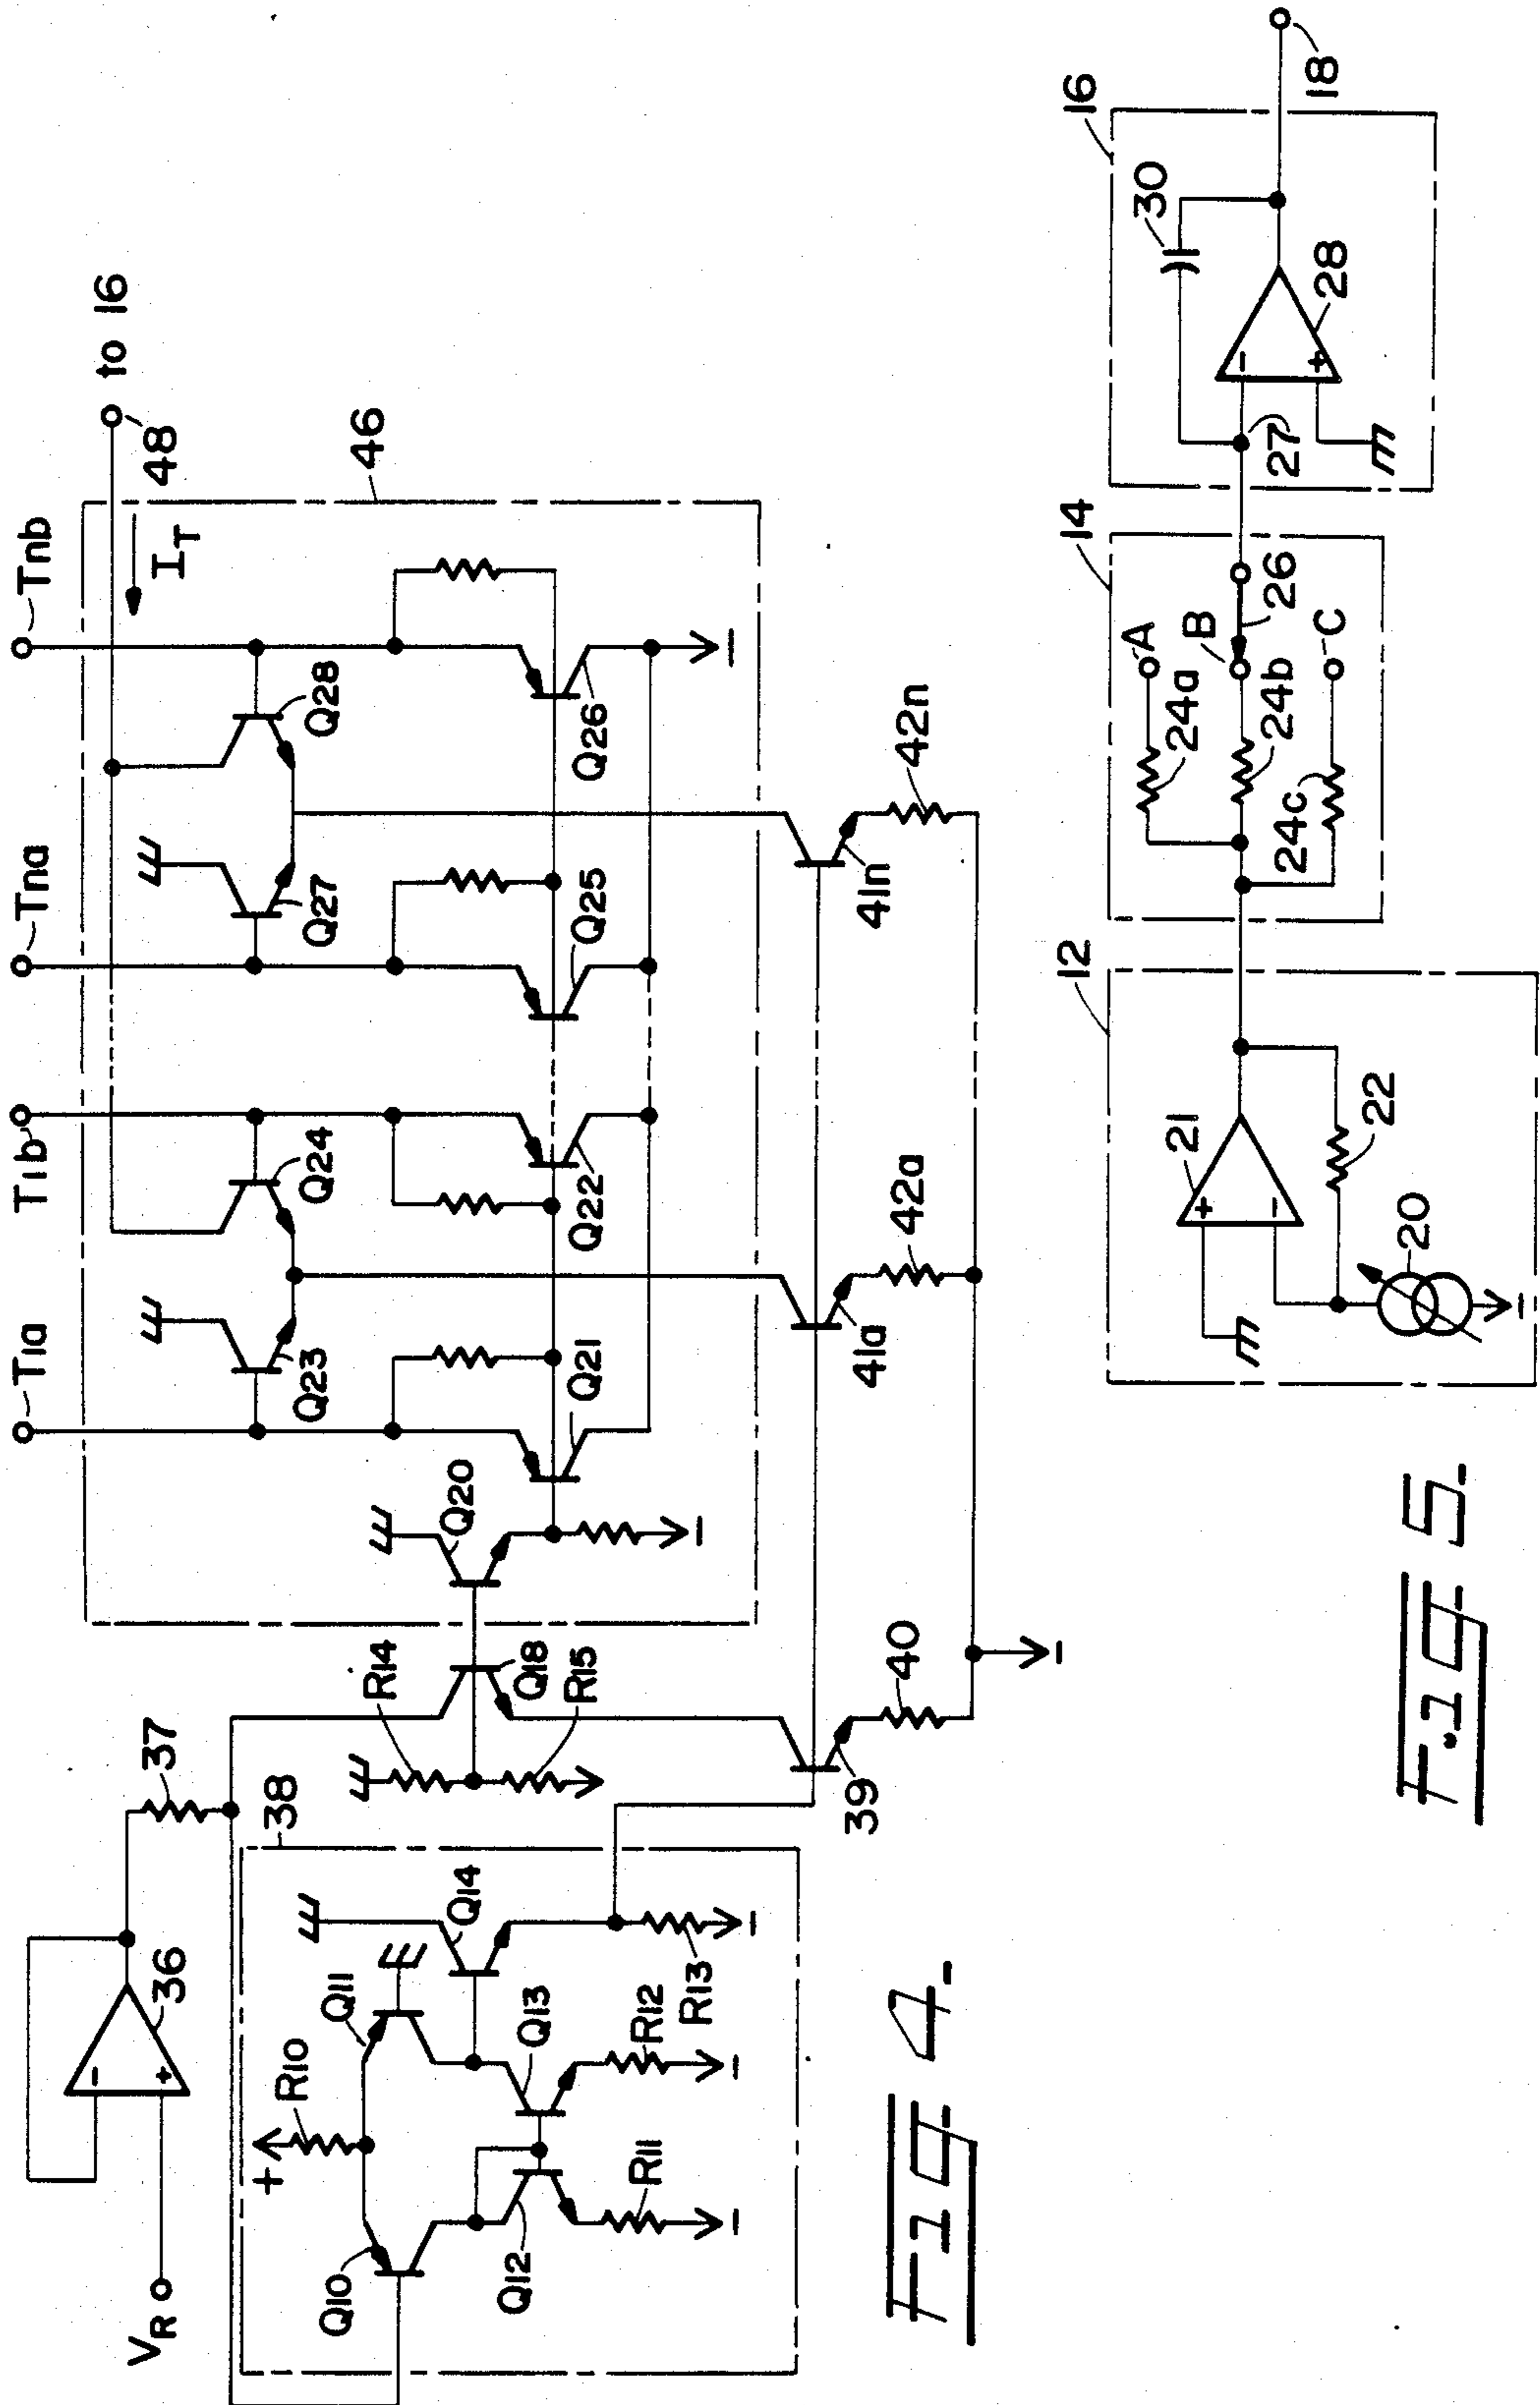 T1a
T1b
Tna
Tnb
48 to 16
IT
46
Q23
Q24
Q27
Q28
Q20
Q21
Q22
Q25
Q26
VR
-
+
36
37
R14
Q18
R15
38
+
R10
Q10
Q11
Q14
Q12
Q13
R11
R12
R13
-
-
-
-
-
39
40
41a
42a
41n
42n
-
Fig 4
12
14
16
21
+
-
22
20
-
A
24a
B
24b
26
24c
C
27
30
-
+
28
18
Fig 5